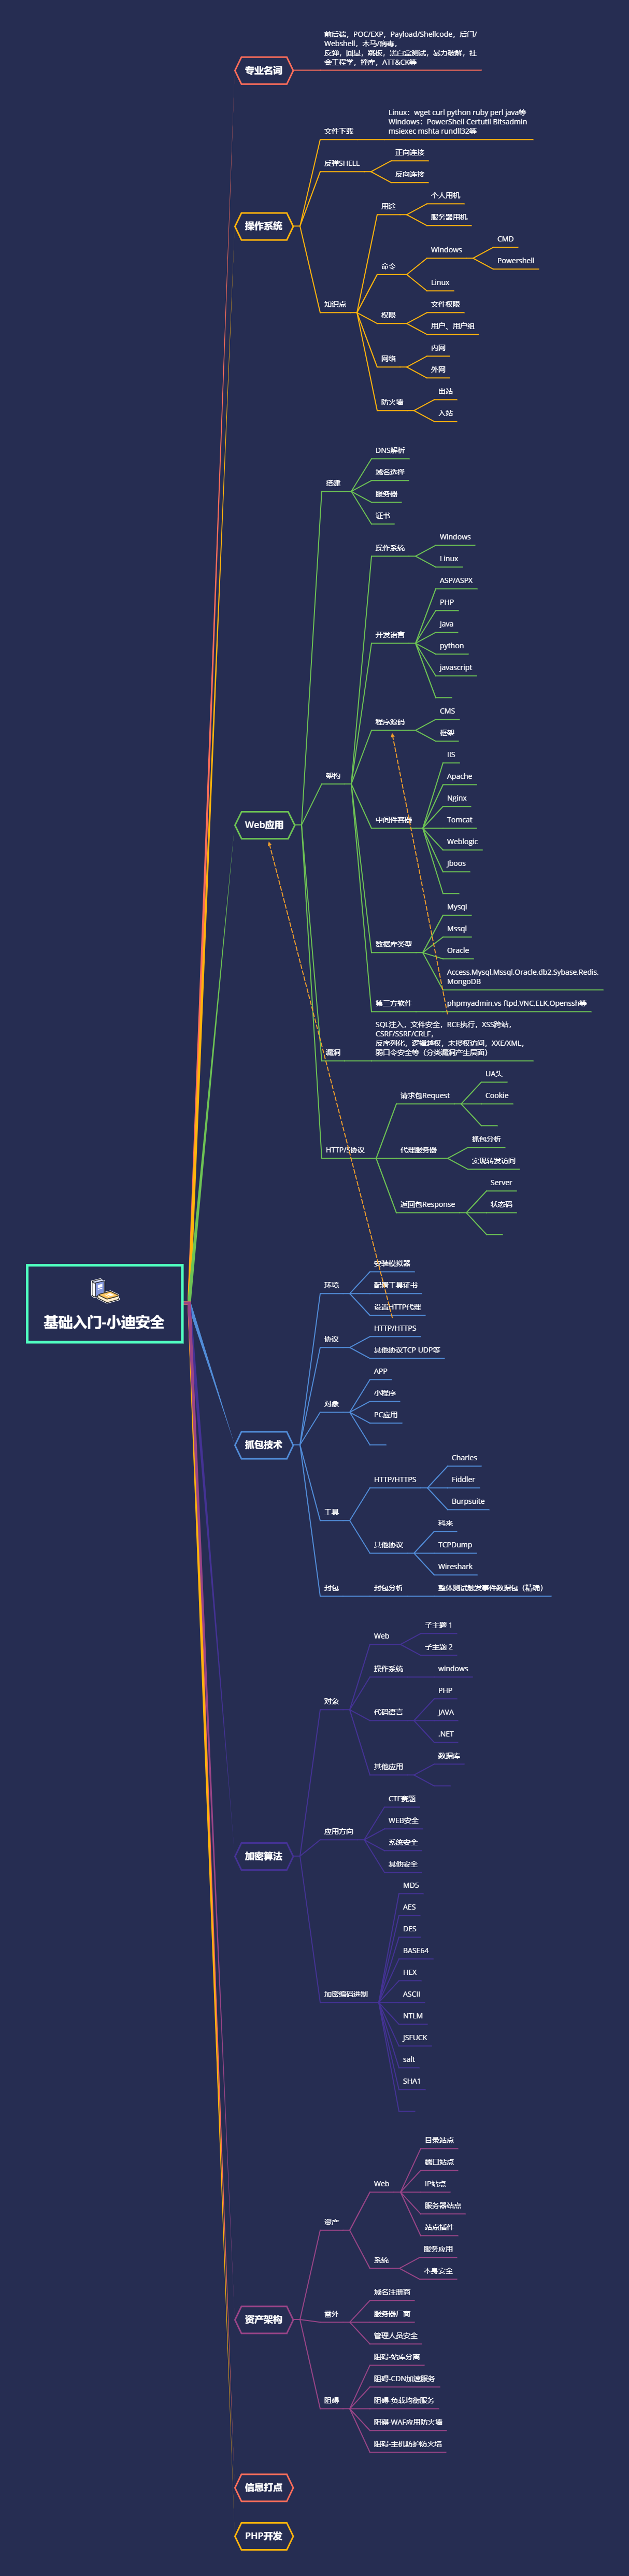 前后端，POC/EXP，Payload/Shellcode，后门/
Webshell，木马/病毒，
反弹，回显，跳板，黑白盒测试，暴力破解，社
会工程学，撞库，ATT&CK等
专业名词
Linux：wget curl python ruby perl java等
Windows：PowerShell Certutil Bitsadmin
msiexec mshta rundll32等
文件下载
正向连接
反弹SHELL
反向连接
个人用机
用途
服务器用机
操作系统
CMD
Windows
Powershell
命令
Linux
知识点
文件权限
权限
用户、用户组
内网
网络
外网
出站
防火墙
入站
DNS解析
域名选择
搭建
服务器
证书
Windows
操作系统
Linux
ASP/ASPX
PHP
Java
开发语言
python
javascript
CMS
程序源码
框架
IIS
架构
Apache
Nginx
中间件容器
Tomcat
Web应用
Weblogic
Jboos
Mysql
Mssql
数据库类型
Oracle
Access,Mysql,Mssql,Oracle,db2,Sybase,Redis,
MongoDB
第三方软件
phpmyadmin,vs-ftpd,VNC,ELK,Openssh等
SQL注入，文件安全，RCE执行，XSS跨站，
CSRF/SSRF/CRLF，
反序列化，逻辑越权，未授权访问，XXE/XML，
弱口令安全等（分类漏洞产生层面）
漏洞
UA头
请求包Request
Cookie
抓包分析
HTTP/S协议
代理服务器
实现转发访问
Server
返回包Response
状态码
安装模拟器
环境
配置工具证书
设置HTTP代理
基础入门-小迪安全
HTTP/HTTPS
协议
其他协议TCP UDP等
APP
小程序
对象
PC应用
抓包技术
Charles
HTTP/HTTPS
Fiddler
Burpsuite
工具
科来
其他协议
TCPDump
Wireshark
封包
封包分析
整体测试触发事件数据包（精确）
子主题 1
Web
子主题 2
操作系统
windows
对象
PHP
代码语言
JAVA
.NET
数据库
其他应用
CTF赛题
WEB安全
应用方向
系统安全
加密算法
其他安全
MD5
AES
DES
BASE64
HEX
加密编码进制
ASCII
NTLM
JSFUCK
salt
SHA1
目录站点
端口站点
Web
IP站点
服务器站点
资产
站点插件
服务应用
系统
本身安全
域名注册商
资产架构
番外
服务器厂商
管理人员安全
阻碍-站库分离
阻碍-CDN加速服务
阻碍
阻碍-负载均衡服务
阻碍-WAF应用防火墙
阻碍-主机防护防火墙
信息打点
PHP开发